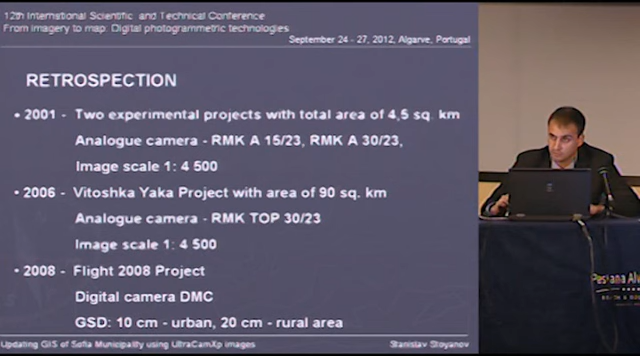 12th International Scientific and Technical Conference
From imagery to map: Digital photogrammetric technologies
September 24 - 27, 2012, Algarve, Portugal
RETROSPECTION
• 2001 - Two experimental projects with total area of 4,5 sq. km
Analogue camera - RMK A 15/23, RMK A 30/23,
Image scale 1: 4 500
• 2006 - Vitoshka Yaka Project with area of 90 sq. km
Analogue camera - RMK TOP 30/23
Image scale 1: 4 500
• 2008 - Flight 2008 Project
Digital camera DMC
GSD: 10 cm - urban, 20 cm - rural area
Updating GIS of Sofia Municipality using UltraCamXp images
Stanislav Stoyanov